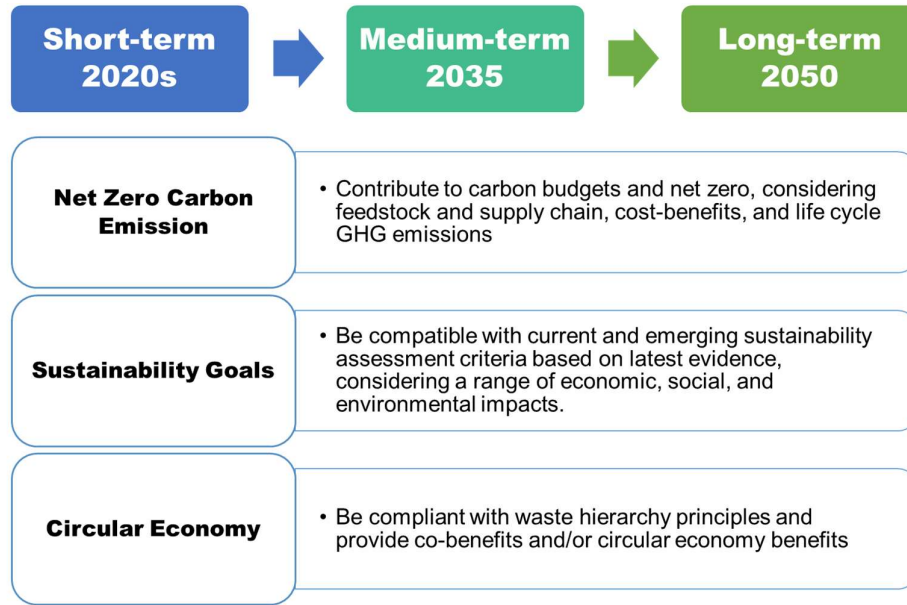 Short-term
2020s
Medium-term
2035
Long-term
2050
Net Zero Carbon
Emission
• Contribute to carbon budgets and net zero, considering
feedstock and supply chain, cost-benefits, and life cycle
GHG emissions
Sustainability Goals
• Be compatible with current and emerging sustainability
assessment criteria based on latest evidence,
considering a range of economic, social, and
environmental impacts.
Circular Economy
• Be compliant with waste hierarchy principles and
provide co-benefits and/or circular economy benefits